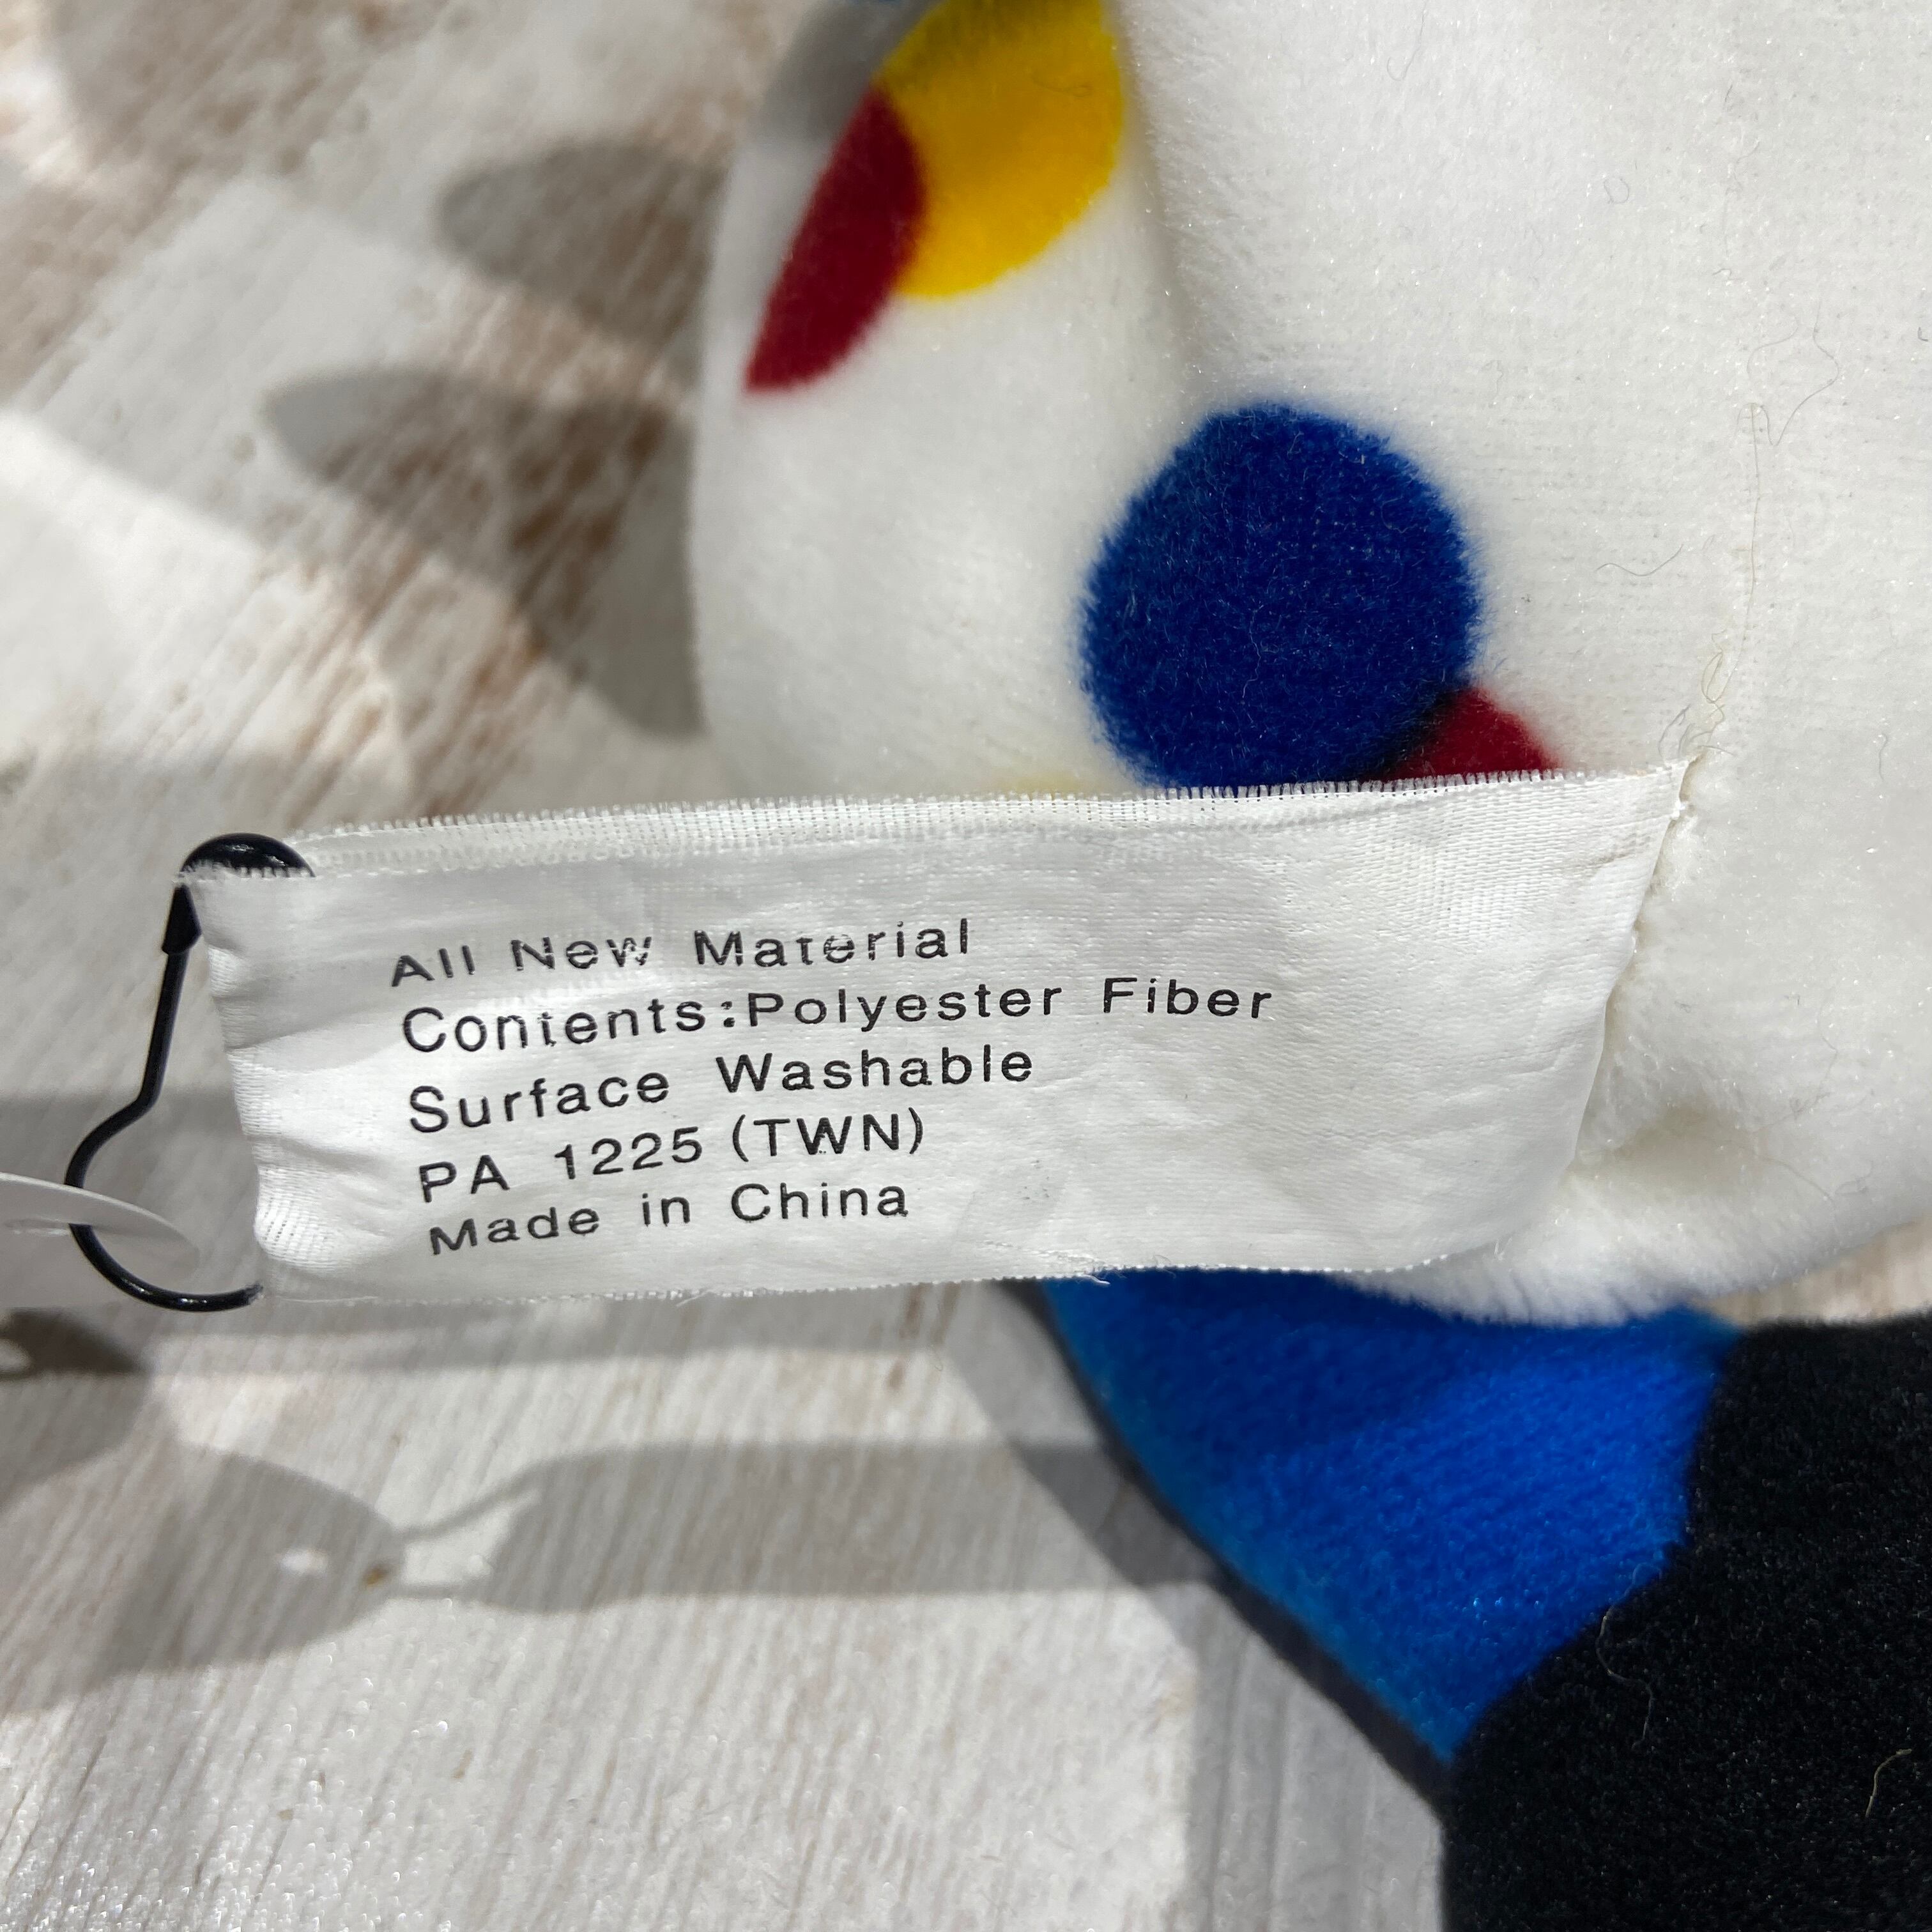 All New Material
Contents:Polyester Fiber
Surface Washable
PA 1225 (TWN)
Made in China